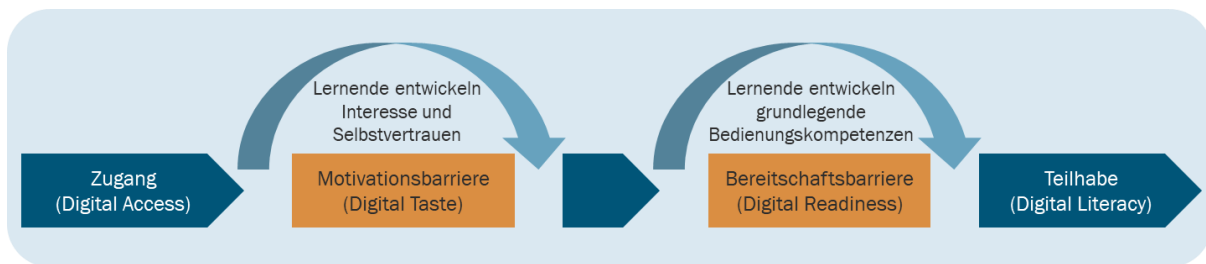 Lernende entwickeln
Interesse und
Selbstvertrauen
Lernende entwickeln
grundlegende
Bedienungskompetenzen
Zugang
(Digital Access)
Motivationsbarriere
(Digital Taste)
Bereitschaftsbarriere
(Digital Readiness)
Teilhabe
(Digital Literacy)